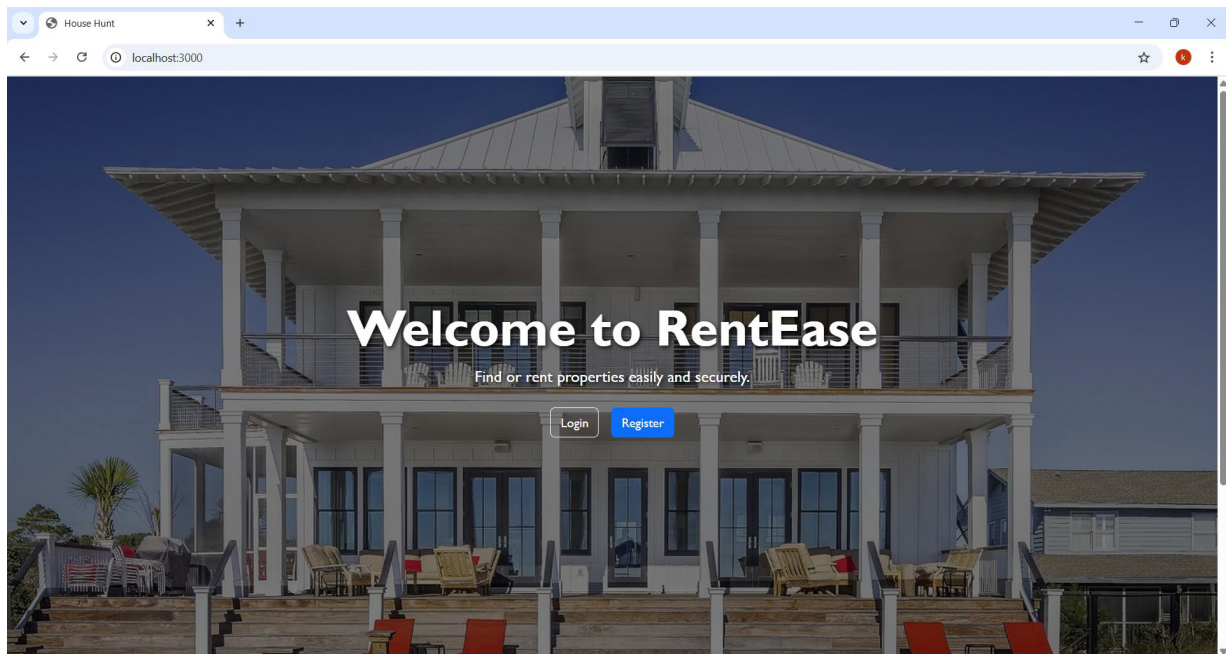 House Hunt
localhost:3000
k
Welcome to RentEase
Find or rent properties easily and securely.
Login
Register